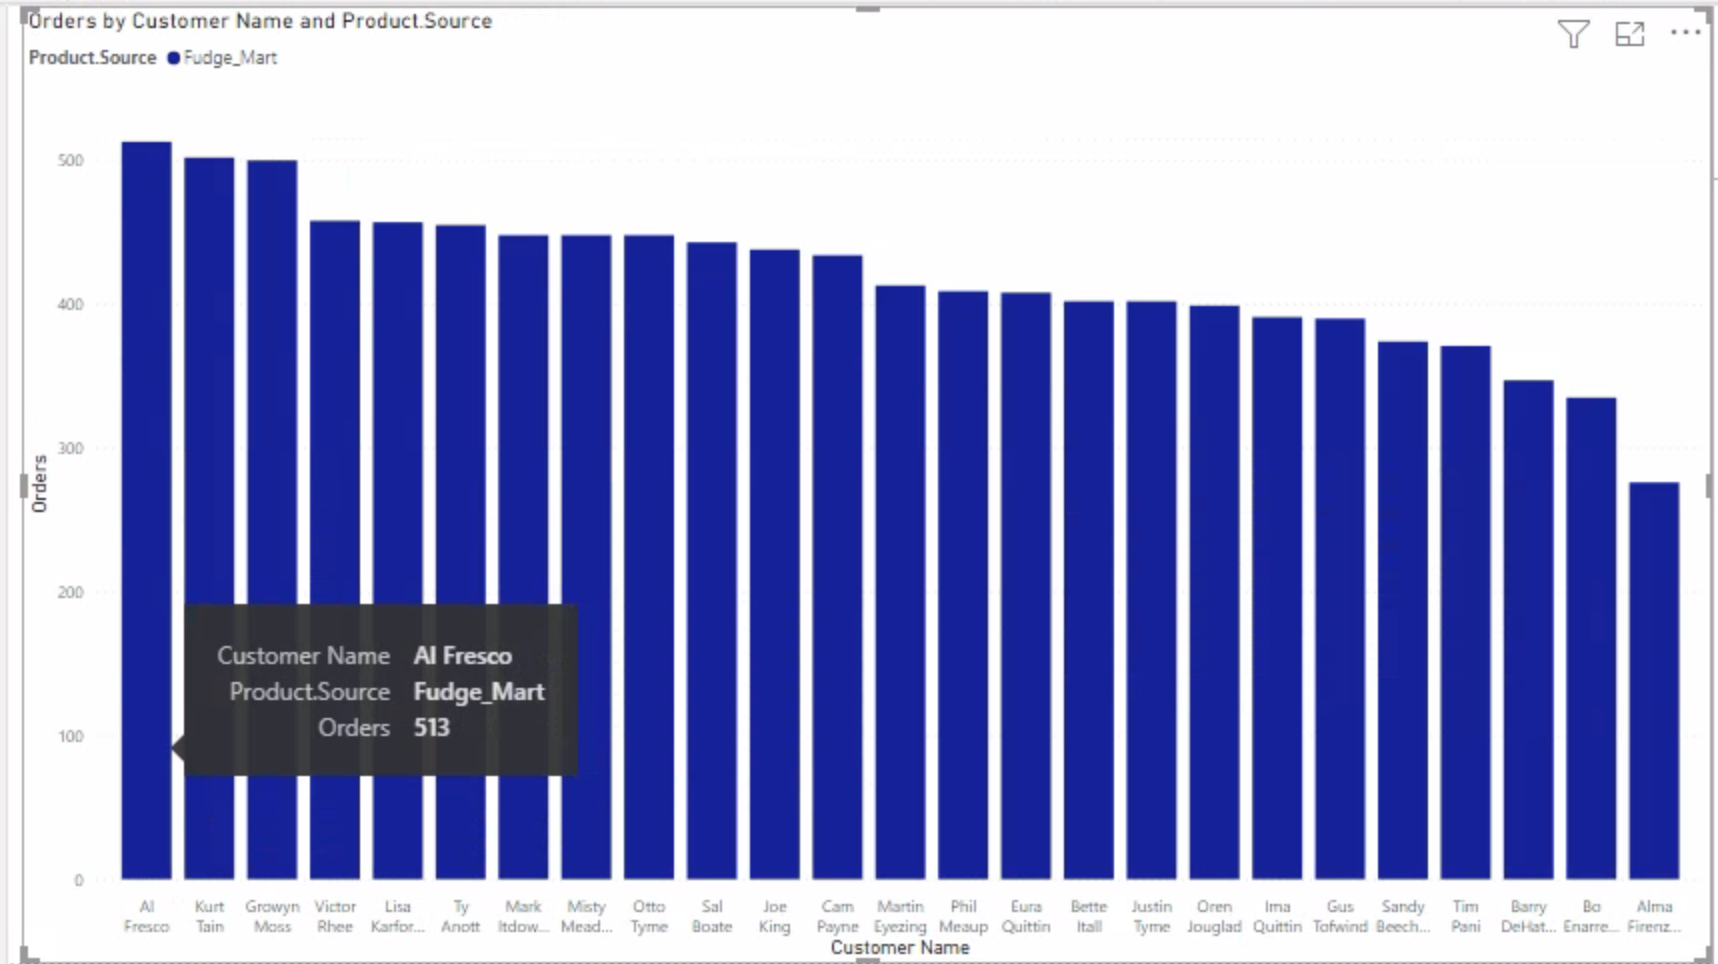 Orders by Customer Name and Product.Source
Product.Source Fudge_Mart
500
400
300
200
100
0
Orders
Customer Name Al Fresco
Product.Source Fudge_Mart
Orders 513
Al Kurt Growyn Victor Lisa Ty Mark Misty Otto Sal Joe Cam Martin Phil Eura Bette Justin Oren Ima Gus Sandy Tim Barry Bo Alma
Fresco Tain Moss Rhee Karfor... Anott Itdow... Mead... Tyme Boate King Payne Eyezing Meaup Quittin Itall Tyme Jouglad Quittin Tofwind Beech... Pani DeHat... Enarre... Firenz...
Customer Name